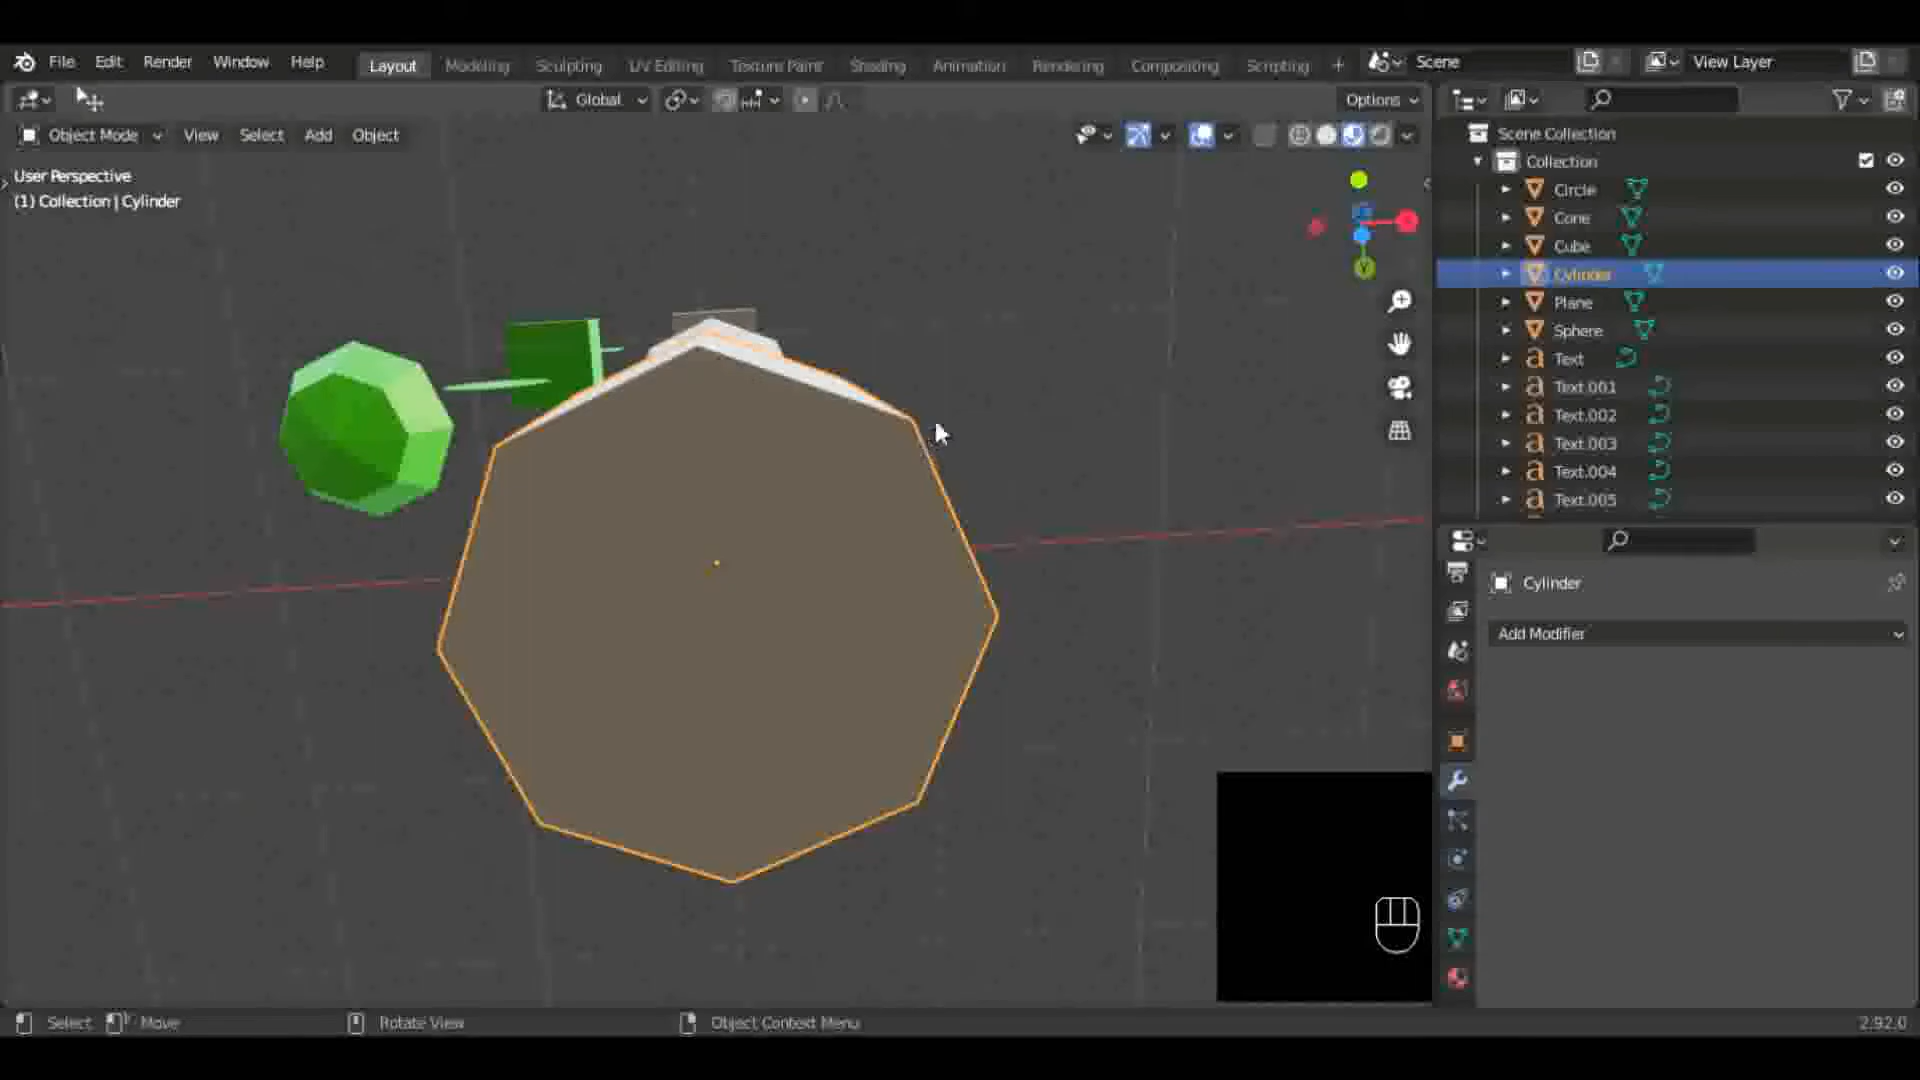 File Edit Render Window Help Layout Modeling Sculpting UV Editing Texture Paint Shading Animation Rendering Compositing Scripting + Scene View Layer
Global Options
Object Mode View Select Add Object
User Perspective
(1) Collection | Cylinder
Y
Scene Collection
Collection
Circle
Cone
Cube
Cylinder
Plane
Sphere
Text
Text.001
Text.002
Text.003
Text.004
Text.005
Cylinder
Add Modifier
Select Move Rotate View Object Context Menu 2.92.0